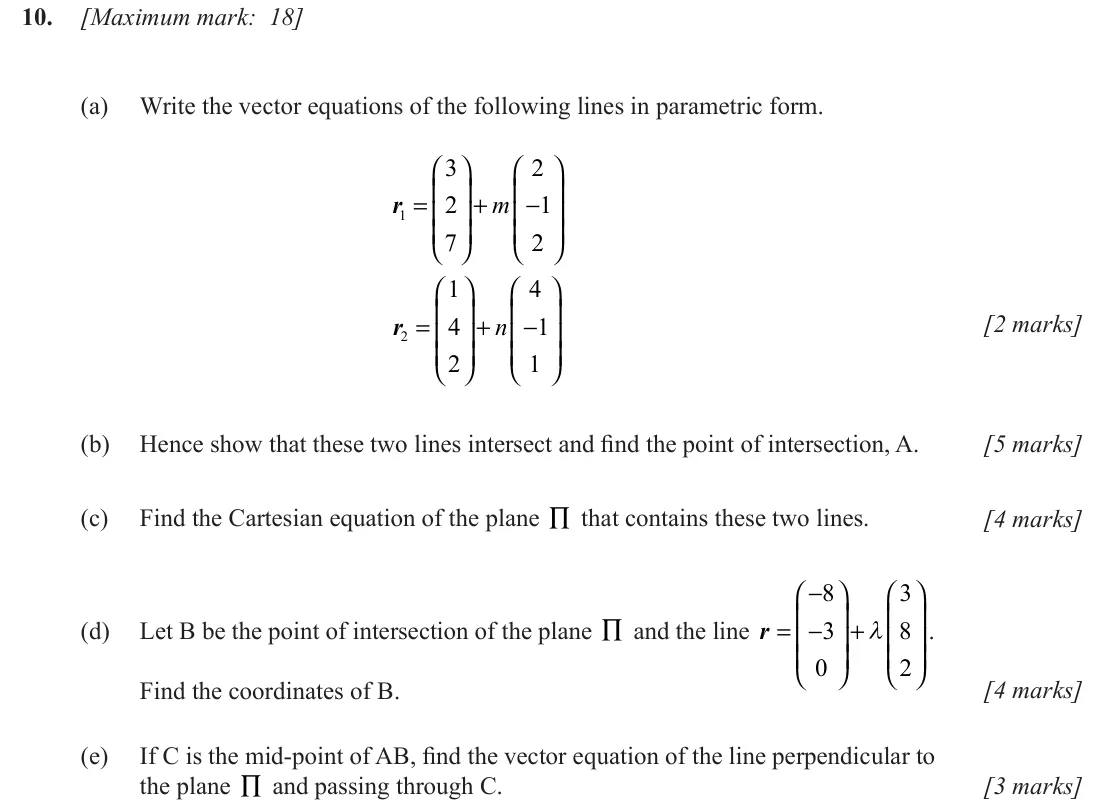 10. [Maximum mark: 18]
(a) Write the vector equations of the following lines in parametric form.
r₁ = (3 2 7) + m (2 −1 2)
r₂ = (1 4 2) + n (4 −1 1) [2 marks]
(b) Hence show that these two lines intersect and find the point of intersection, A. [5 marks]
(c) Find the Cartesian equation of the plane ∏ that contains these two lines. [4 marks]
(d) Let B be the point of intersection of the plane ∏ and the line r = (−8 −3 0) + λ (3 8 2).
Find the coordinates of B. [4 marks]
(e) If C is the mid-point of AB, find the vector equation of the line perpendicular to
the plane ∏ and passing through C. [3 marks]